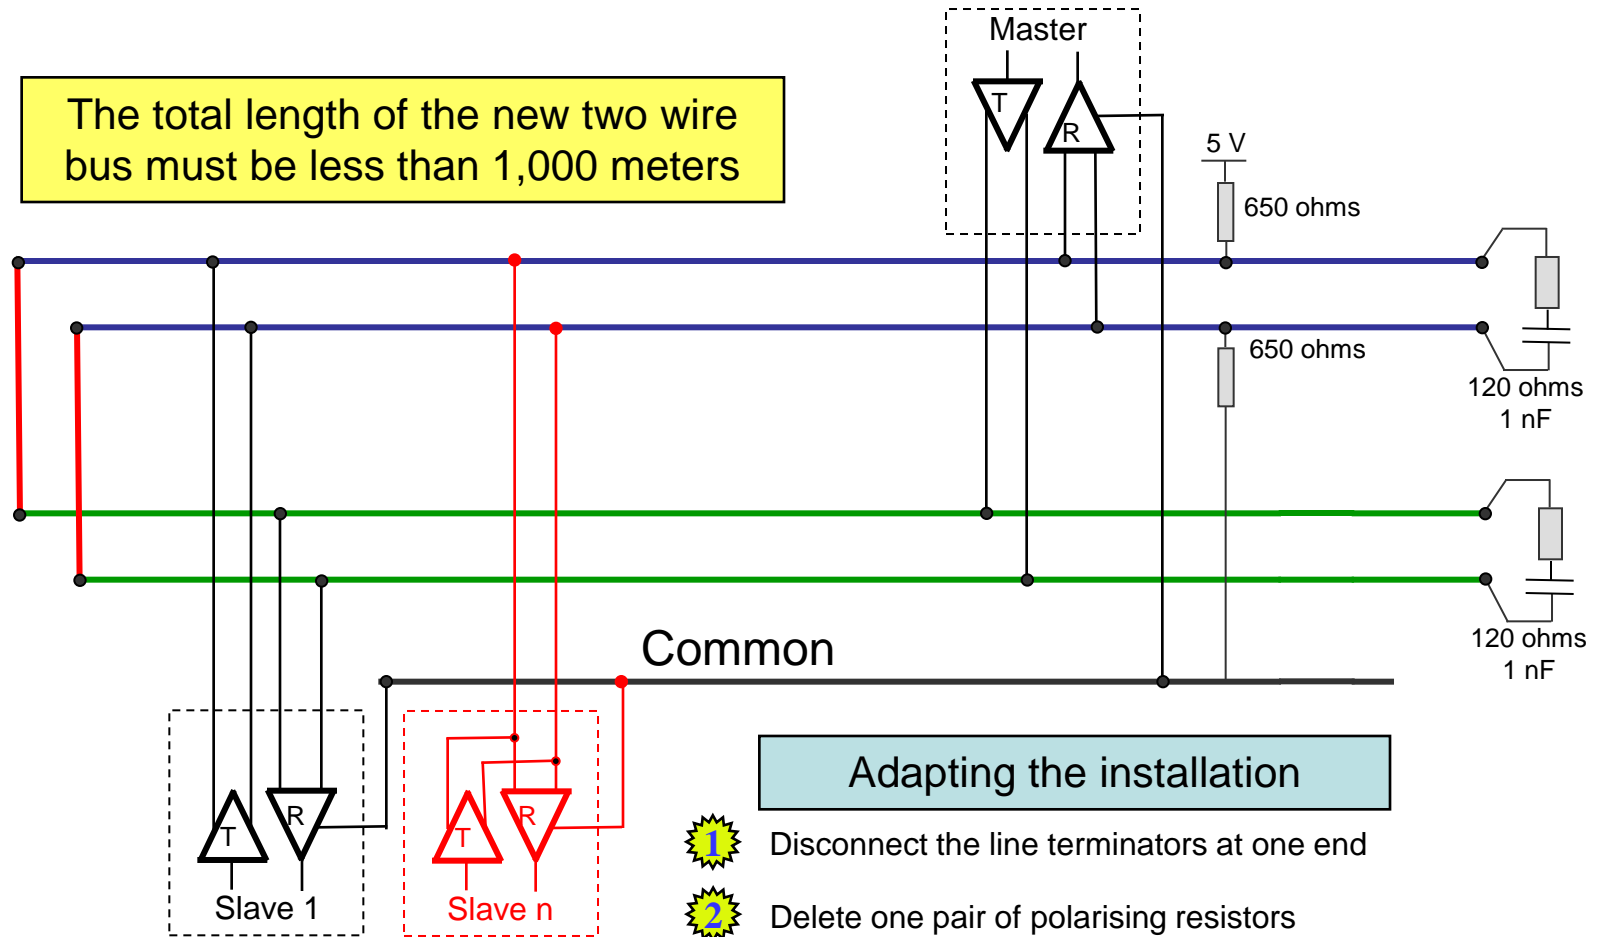 Master
T
R
The total length of the new two wire
bus must be less than 1,000 meters
5 V
650 ohms
650 ohms
120 ohms
1 nF
120 ohms
1 nF
Common
T
R
Slave 1
T
R
Slave n
Adapting the installation
1 Disconnect the line terminators at one end
2 Delete one pair of polarising resistors